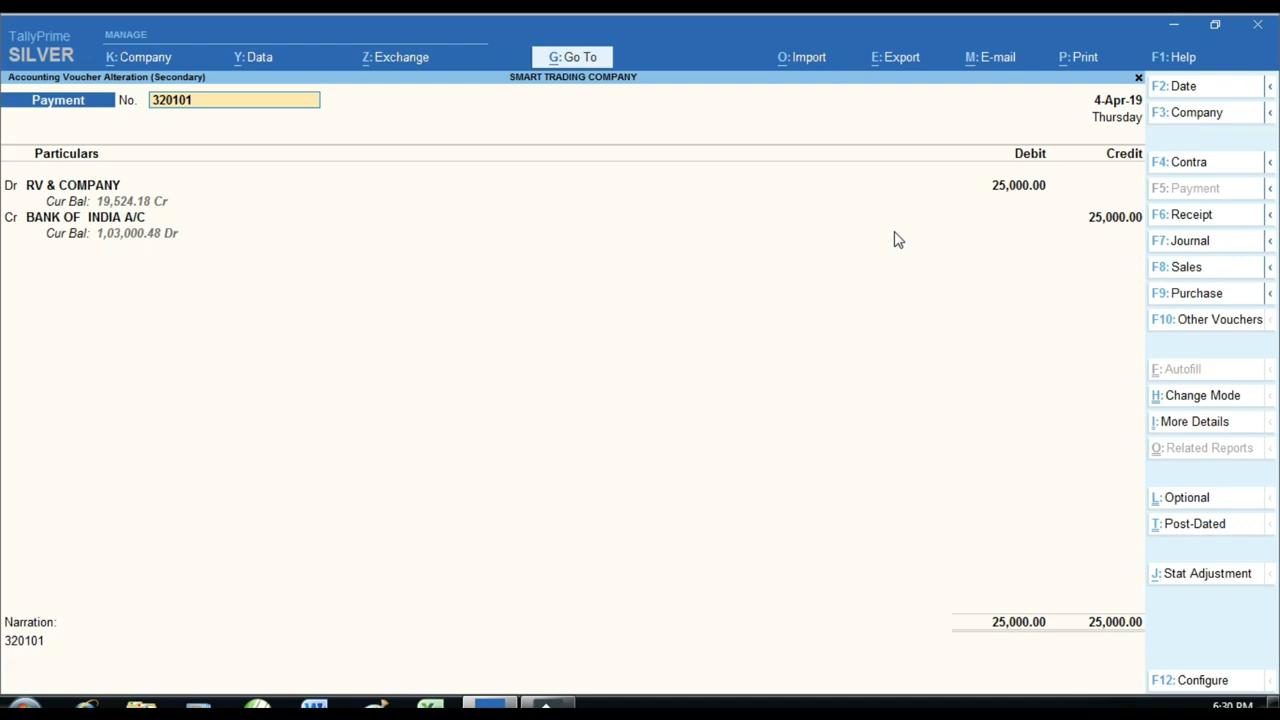 TallyPrime
SILVER
MANAGE
K: Company
Y: Data
Z: Exchange
G: Go To
O: Import
E: Export
M: E-mail
P: Print
F1: Help
Accounting Voucher Alteration (Secondary)
SMART TRADING COMPANY
Payment No. 320101
4-Apr-19
Thursday
Particulars Debit Credit
Dr RV & COMPANY 25,000.00
Cur Bal: 19,524.18 Cr
Cr BANK OF INDIA A/C 25,000.00
Cur Bal: 1,03,000.48 Dr
Narration: 25,000.00 25,000.00
320101
F2: Date
F3: Company
F4: Contra
F5: Payment
F6: Receipt
F7: Journal
F8: Sales
F9: Purchase
F10: Other Vouchers
F: Autofill
H: Change Mode
I: More Details
O: Related Reports
L: Optional
T: Post-Dated
J: Stat Adjustment
F12: Configure
6:30 PM